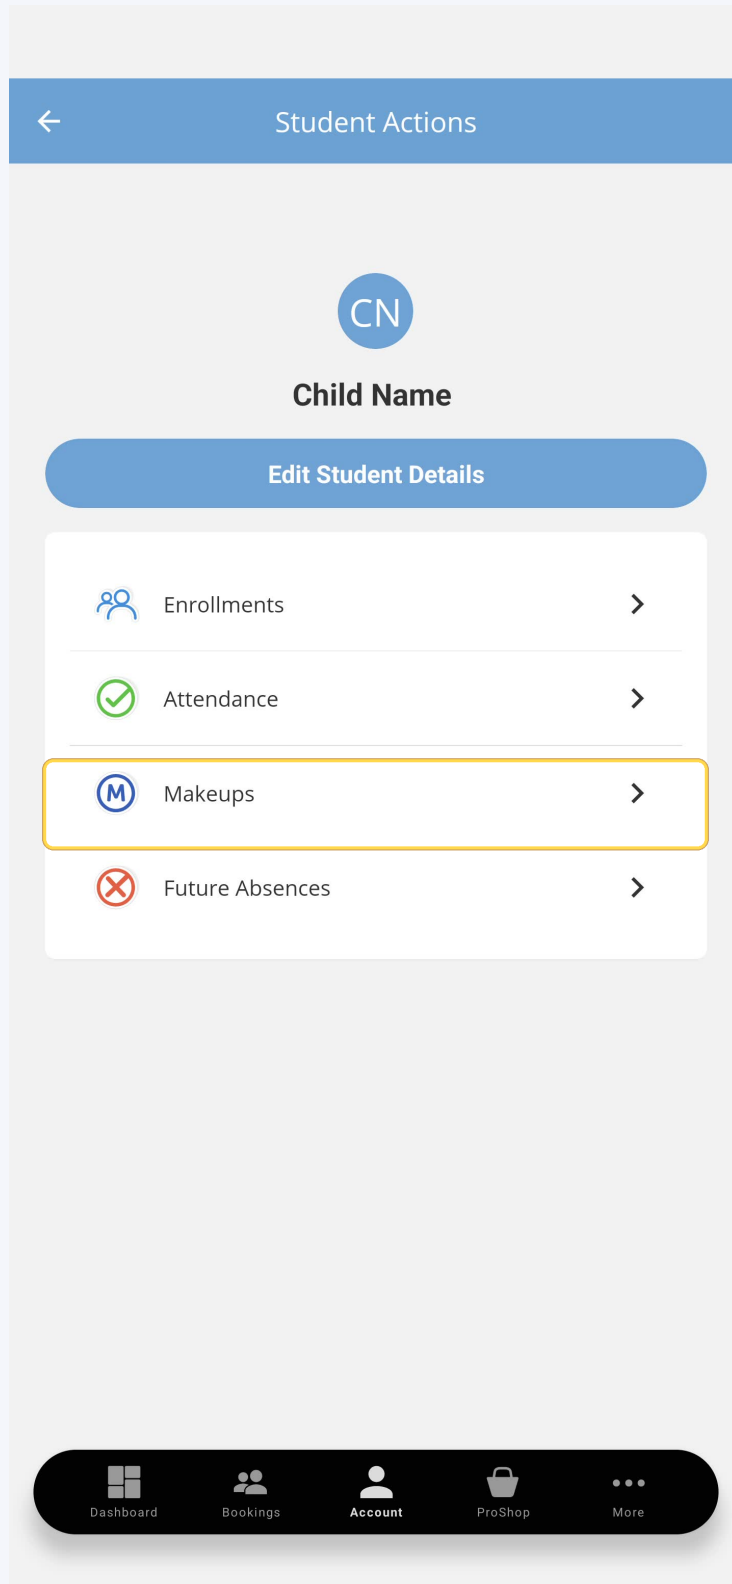 Student Actions
CN
Child Name
Edit Student Details
Enrollments
Attendance
M Makeups
Future Absences
Dashboard Bookings Account ProShop More